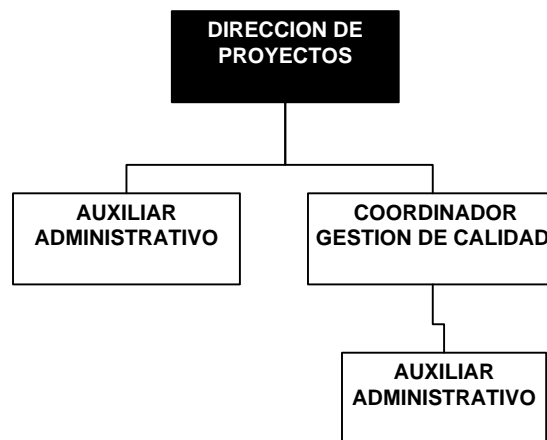 DIRECCION DE
PROYECTOS
AUXILIAR
ADMINISTRATIVO
COORDINADOR
GESTION DE CALIDAD
AUXILIAR
ADMINISTRATIVO